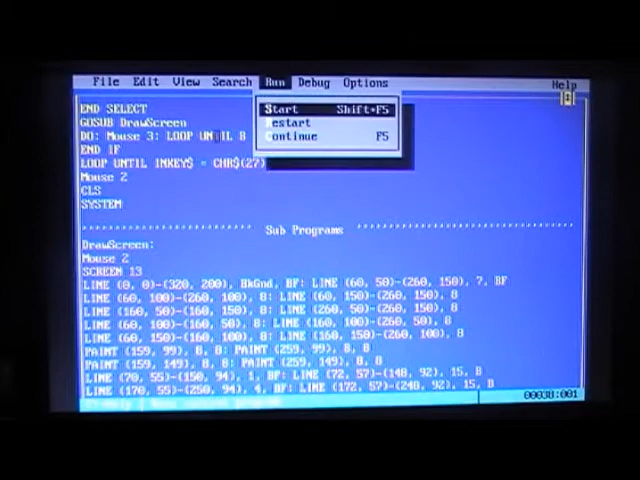 File Edit View Search Run Debug Options Help
Start Shift+F5
Restart
Continue F5
END SELECT
GOSUB DrawScreen
DO: Mouse 3: LOOP UNTIL B
END IF
LOOP UNTIL INKEY$ = CHR$(27)
Mouse 2
CLS
SYSTEM
Sub Programs
DrawScreen:
Mouse 2
SCREEN 13
LINE (0, 0)-(320, 200), BkGnd, BF: LINE (60, 50)-(260, 150), 7, BF
LINE (60, 100)-(260, 100), 8: LINE (60, 150)-(260, 150), 8
LINE (160, 50)-(160, 150), 8: LINE (260, 50)-(260, 150), 8
LINE (60, 100)-(160, 50), 8: LINE (160, 100)-(260, 50), 8
LINE (60, 150)-(160, 100), 8: LINE (160, 150)-(260, 100), 8
PAINT (159, 99), 8, 8: PAINT (259, 99), 8, 8
PAINT (159, 149), 8, 8: PAINT (259, 149), 8, 8
LINE (70, 55)-(150, 94), 1, BF: LINE (72, 57)-(148, 92), 15, B
LINE (170, 55)-(250, 94), 4, BF: LINE (172, 57)-(248, 92), 15, B
00038:001